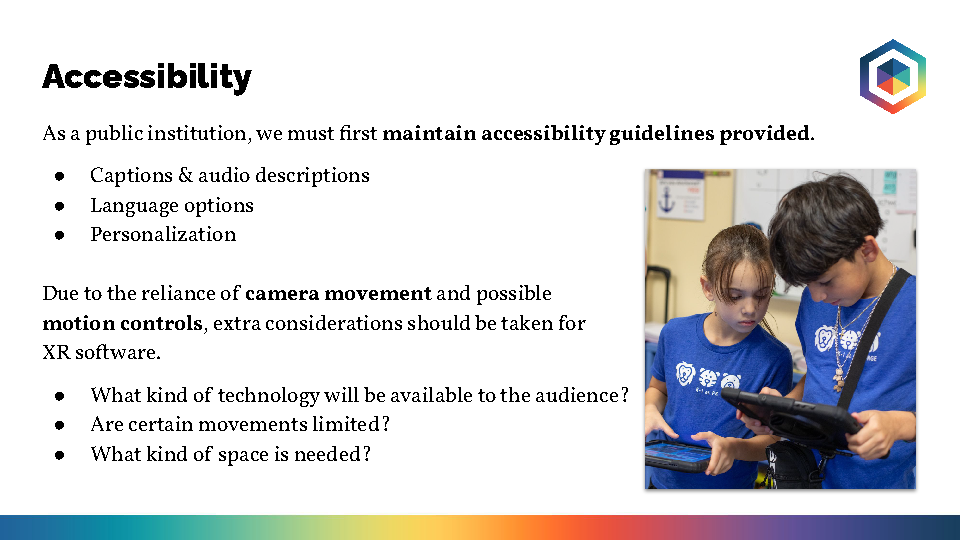 Accessibility
As a public institution, we must first maintain accessibility guidelines provided.
● Captions & audio descriptions
● Language options
● Personalization
Due to the reliance of camera movement and possible
motion controls, extra considerations should be taken for
XR software.
● What kind of technology will be available to the audience?
● Are certain movements limited?
● What kind of space is needed?